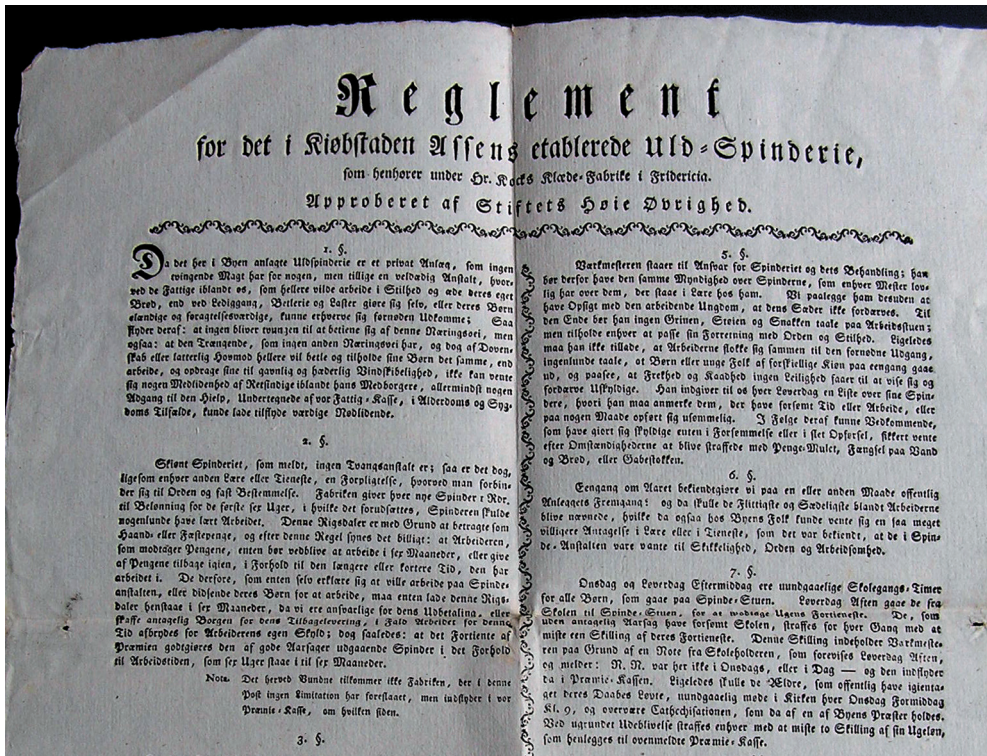 Reglement
for det i Kiøbstaden Assens etablerede Uld-Spinderie,
som henhører under Hr. Kocks Klæde-Fabrike i Fridericia.
Approberet af Stiftets Høie Øvrighed.
1. §.
Da det her i Byen anlagte Uldspinderie er et privat Anlæg, som ingen
tvingende Magt har for nogen, men tillige en veldædig Anstalt, hvor-
ved de Fattige iblandt os, som hellere vilde arbeide i Stilhed og æde deres eget
Brød, end ved Lediggang, Betlerie og Laster giøre sig selv, eller deres Børn
elændige og foragtelsesværdige, kunne erhverve sig fornøden Udkomme; Saa
flyder deraf: at ingen bliver tvungen til at betiene sig af denne Næringsvei, men
ogsaa: at den Trængende, som ingen anden Næringsvei har, og dog af Doven-
skab eller latterlig Hovmod hellere vil betle og tilholde sine Børn det samme, end
arbeide, og opdrage sine til gavnlig og hæderlig Vindskibelighed, ikke kan vente
sig nogen Medlidenhed af Retsindige iblandt hans Medborgere, allermindst nogen
Adgang til den Hielp, Undertegnede af vor Fattig-Kasse, i Alderdoms og Syg-
doms Tilfælde, kunde lade tilflyde værdige Nødlidende.
2. §.
Skiønt Spinderiet, som meldt, ingen Tvangsanstalt er; saa er det dog,
ligesom enhver anden Lære eller Tieneste, en Forpligtelse, hvorved man forbin-
der sig til Orden og fast Bestemmelse. Fabriken giver hver nye Spinder 1 Rdr.
til Belønning for de første sex Uger, i hvilke det forudsættes, Spinderen skulde
nogenlunde have lært Arbeidet. Denne Rigsdaler er med Grund at betragte som
Haand- eller Fæstepenge, og efter denne Regel synes det billigt: at Arbeideren,
som modtager Pengene, enten bør vedblive at arbeide i sex Maaneder, eller give
af Pengene tilbage igien, i Forhold til den længere eller kortere Tid, den har
arbeidet i. De derfore, som enten selv erklære sig at ville arbeide paa Spinde-
anstalten, eller didsende deres Børn for at arbeide, maa enten lade denne Rigs-
daler henstaae i sex Maaneder, da vi ere ansvarlige for dens Udbetaling, eller
skaffe antagelig Borgen for dens Tilbagelevering, i Fald Arbeidet for denne
Tid afbrydes for Arbeiderens egen Skyld; dog saaledes: at det Fortiente af
Præmien godtgiøres den af gode Aarsager udgaaende Spinder i det Forhold
til Arbeidstiden, som sex Uger staae i til sex Maaneder.
Note. Det herved Vundne tilkommer ikke Fabriken, der i denne
Post ingen Limitation har foreslaaet, men indflyder i vor
Præmie-Kasse, om hvilken siden.
3. §.
5. §.
Værkmesteren staaer til Ansvar for Spinderiet og dets Behandling; han
bør derfor have den samme Myndighed over Spinderne, som enhver Mester lov-
lig har over dem, der staae i Lære hos ham. Vi paalegge ham desuden at
have Opsigt med den arbeidende Ungdom, at dens Sæder ikke fordærves. Til
den Ende bør han ingen Grinen, Støien og Snakken taale paa Arbeidsstuen;
men tilholde enhver at passe sin Forretning med Orden og Stilhed. Ligeledes
maa han ikke tillade, at Arbeiderne flokke sig sammen til den fornødne Udgang,
ingenlunde taale, at Børn eller unge Folk af forskiellige Kiøn paa eengang gaae
ud, og paasee, at Frekhed og Kaadhed ingen Leilighed faaer til at vise sig og
fordærve Uskyldige. Han indgiver til os hver Løverdag en Liste over sine Spin-
dere, hvori han maa anmerke dem, der have forsømt Tid eller Arbeide, eller
paa nogen Maade opført sig usømmelig. I Følge deraf kunne Vedkommende,
som have giort sig skyldige enten i Forsømmelse eller i slet Opførsel, sikkert vente
efter Omstændighederne at blive straffede med Penge-Mulct, Fængsel paa Vand
og Brød, eller Gabestokken.
6. §.
Eengang om Aaret bekiendtgiøre vi paa en eller anden Maade offentlig
Anlæggets Fremgang: og da skulle de Flittigste og Sædeligste blandt Arbeiderne
blive nævnede, hvilke da ogsaa hos Byens Folk kunde vente sig en saa meget
villigere Antagelse i Lære eller i Tieneste, som det var bekiendt, at de i Spin-
de-Anstalten vare vante til Skikkelighed, Orden og Arbeidsomhed.
7. §.
Onsdag og Løverdag Eftermiddag ere uundgaaelige Skolegangs-Timer
for alle Børn, som gaae paa Spinde-Stuen. Løverdag Aften gaae de fra
Skolen til Spinde-Stuen, for at modtage Ugens Fortieneste. De, som
uden antagelig Aarsag have forsømt Skolen, straffes for hver Gang med at
miste een Skilling af deres Fortieneste. Denne Skilling indeholder Værkmeste-
ren paa Grund af en Note fra Skoleholderen, som forevises Løverdag Aften,
og melder: N. N. var her ikke i Onsdags, eller i Dag — og den indflyder
da i Præmie-Kassen. Ligeledes skulle de Ældre, som offentlig have igienta-
get deres Daabes Løvte, uundgaaelig møde i Kirken hver Onsdag Formiddag
Kl. 9, og overvære Cathechisationen, som da af en af Byens Præster holdes.
Ved ugrundet Udeblivelse straffes enhver med at miste to Skilling af sin Ugeløn,
som henlegges til ovenmeldte Præmie-Kasse.